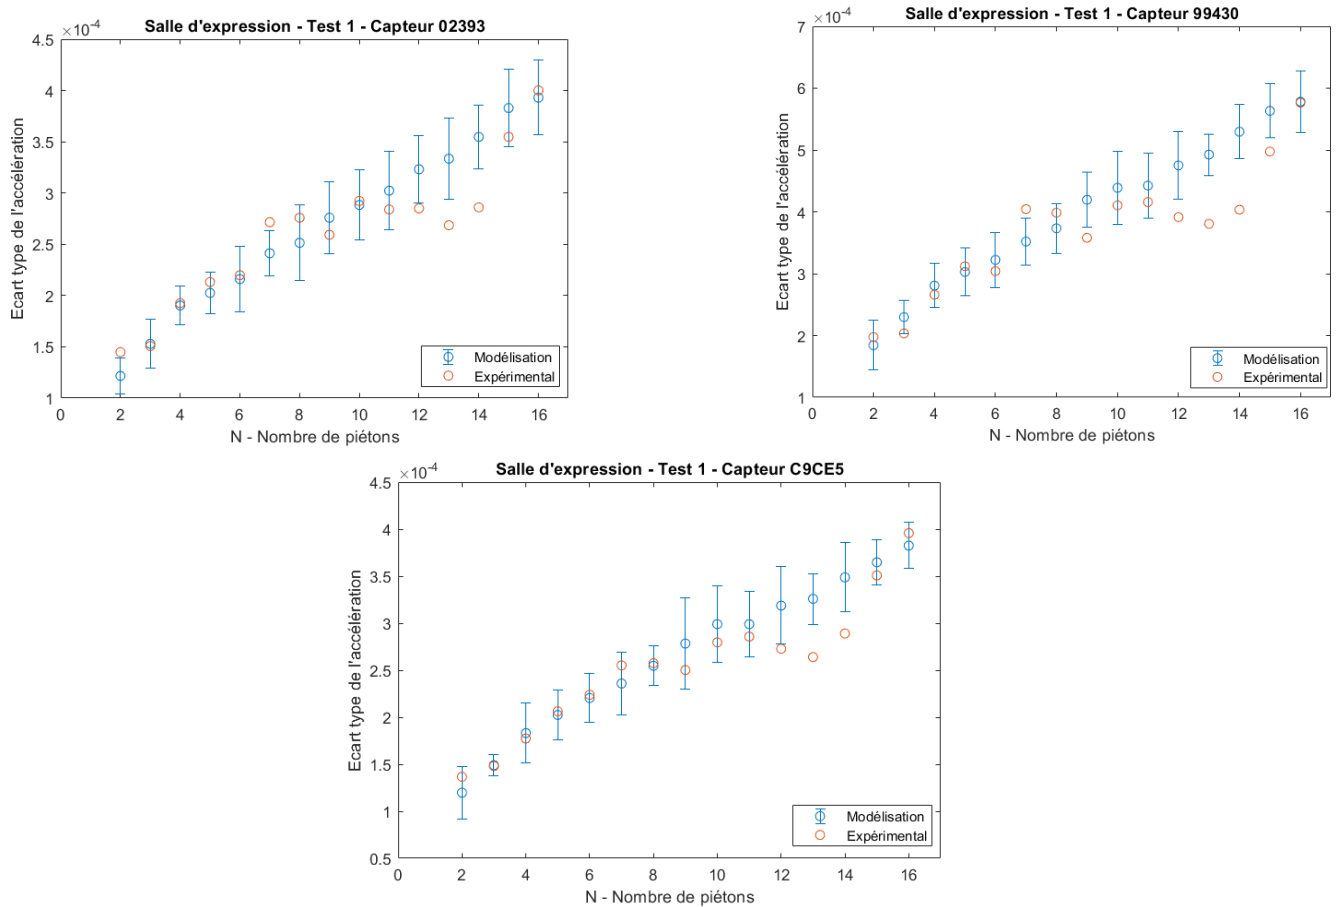 Salle d'expression - Test 1 - Capteur 02393
×10-4
4.5
4
3.5
3
2.5
2
1.5
1
0 2 4 6 8 10 12 14 16
Ecart type de l'accélération
N - Nombre de piétons
Modélisation
Expérimental
Salle d'expression - Test 1 - Capteur 99430
×10-4
7
6
5
4
3
2
1
0 2 4 6 8 10 12 14 16
Ecart type de l'accélération
N - Nombre de piétons
Modélisation
Expérimental
Salle d'expression - Test 1 - Capteur C9CE5
×10-4
4.5
4
3.5
3
2.5
2
1.5
1
0.5
0 2 4 6 8 10 12 14 16
Ecart type de l'accélération
N - Nombre de piétons
Modélisation
Expérimental